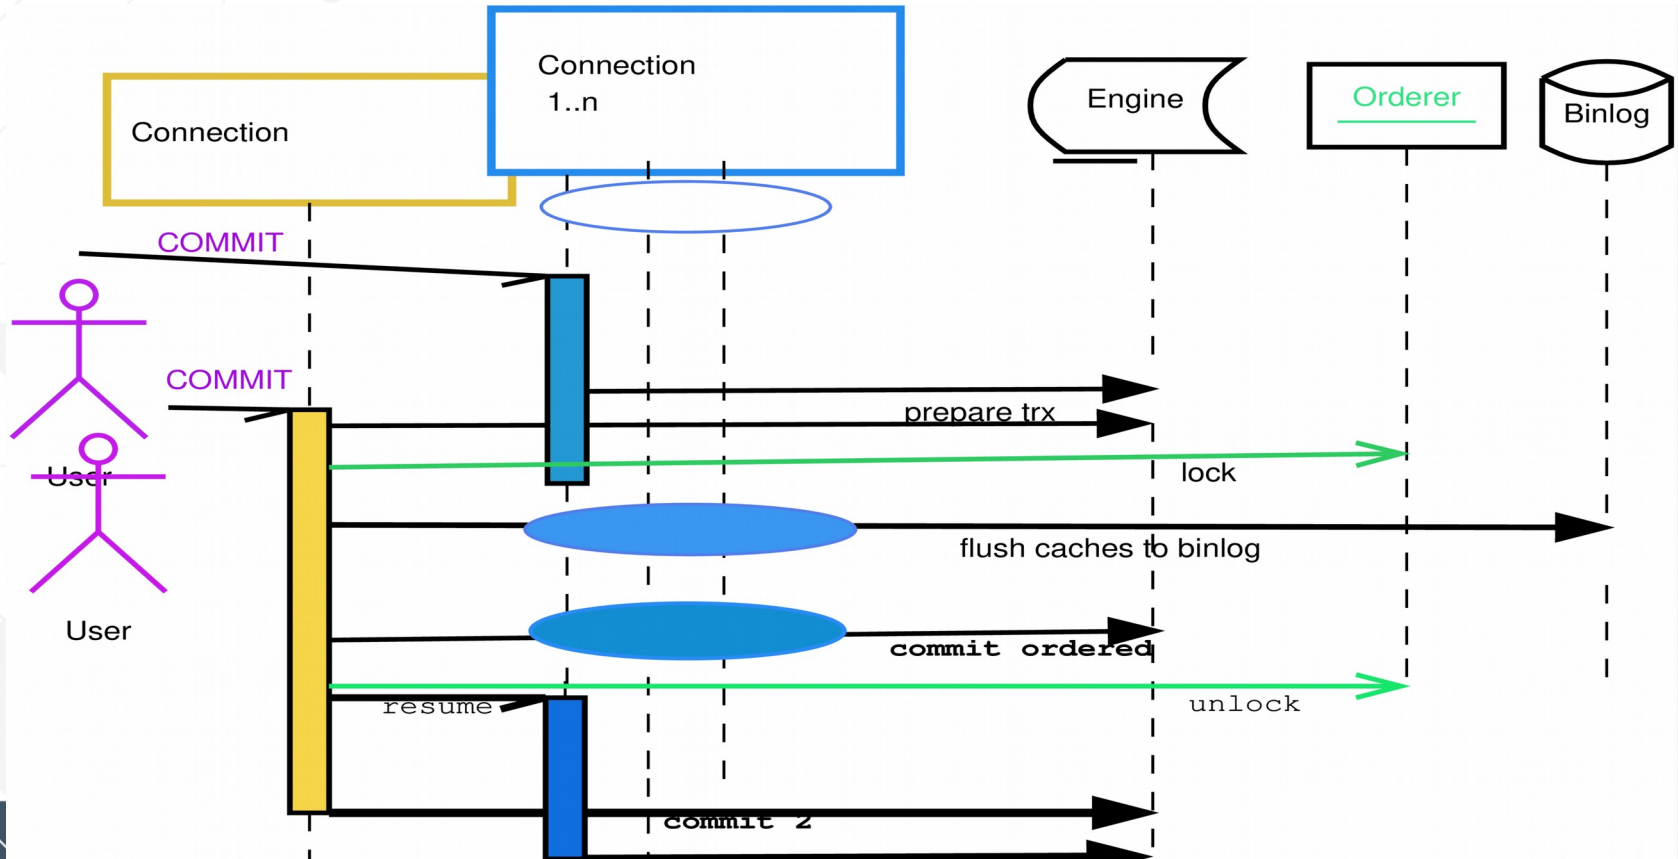 Connection
1..n
Engine
Orderer
Binlog
Connection
COMMIT
COMMIT
prepare trx
User
lock
flush caches to binlog
User
commit ordered
resume
unlock
commit 2